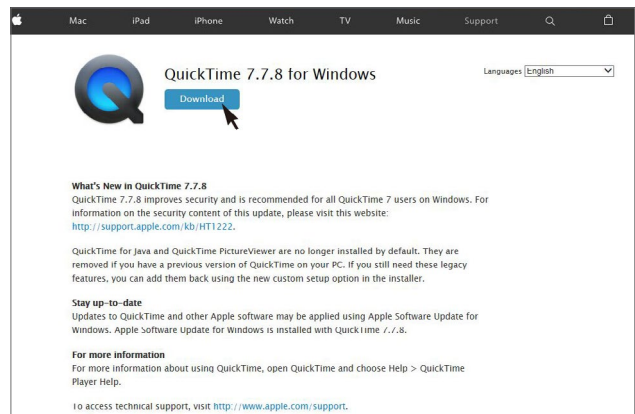 Mac iPad iPhone Watch TV Music Support
QuickTime 7.7.8 for Windows
Languages English
Download
What's New in QuickTime 7.7.8
QuickTime 7.7.8 improves security and is recommended for all QuickTime 7 users on Windows. For
information on the security content of this update, please visit this website:
http://support.apple.com/kb/HT1222.
QuickTime for Java and QuickTime PictureViewer are no longer installed by default. They are
removed if you have a previous version of QuickTime on your PC. If you still need these legacy
features, you can add them back using the new custom setup option in the installer.
Stay up-to-date
Updates to QuickTime and other Apple software may be applied using Apple Software Update for
Windows. Apple Software Update for Windows is installed with QuickTime 7.7.8.
For more information
For more information about using QuickTime, open QuickTime and choose Help > QuickTime
Player Help.
To access technical support, visit http://www.apple.com/support.